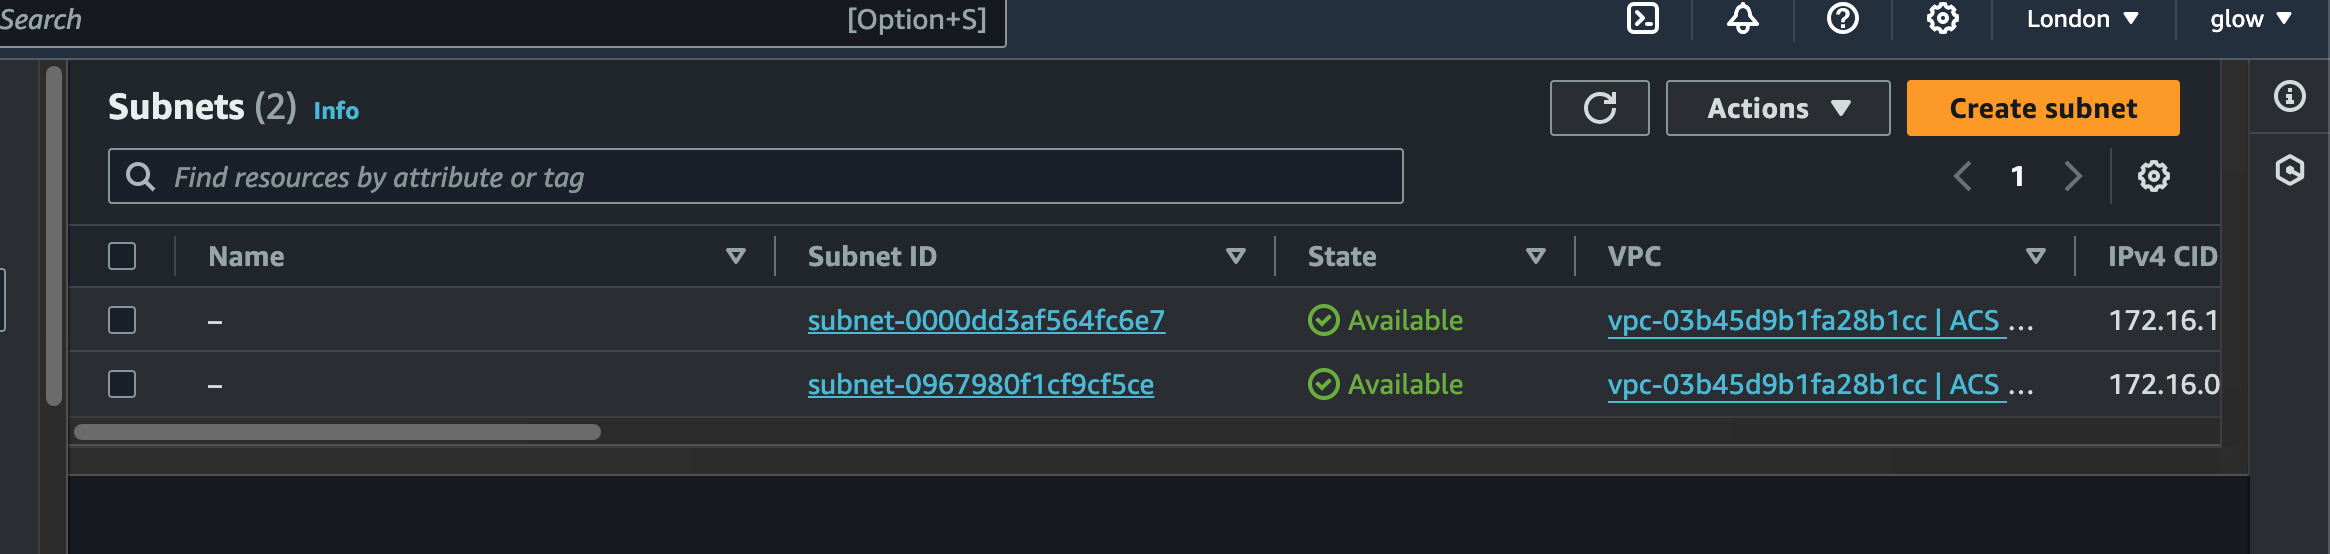 Search [Option+S] London glow
Subnets (2) Info Actions Create subnet
Find resources by attribute or tag 1
Name Subnet ID State VPC IPv4 CID
– subnet-0000dd3af564fc6e7 Available vpc-03b45d9b1fa28b1cc | ACS ... 172.16.1
– subnet-0967980f1cf9cf5ce Available vpc-03b45d9b1fa28b1cc | ACS ... 172.16.0